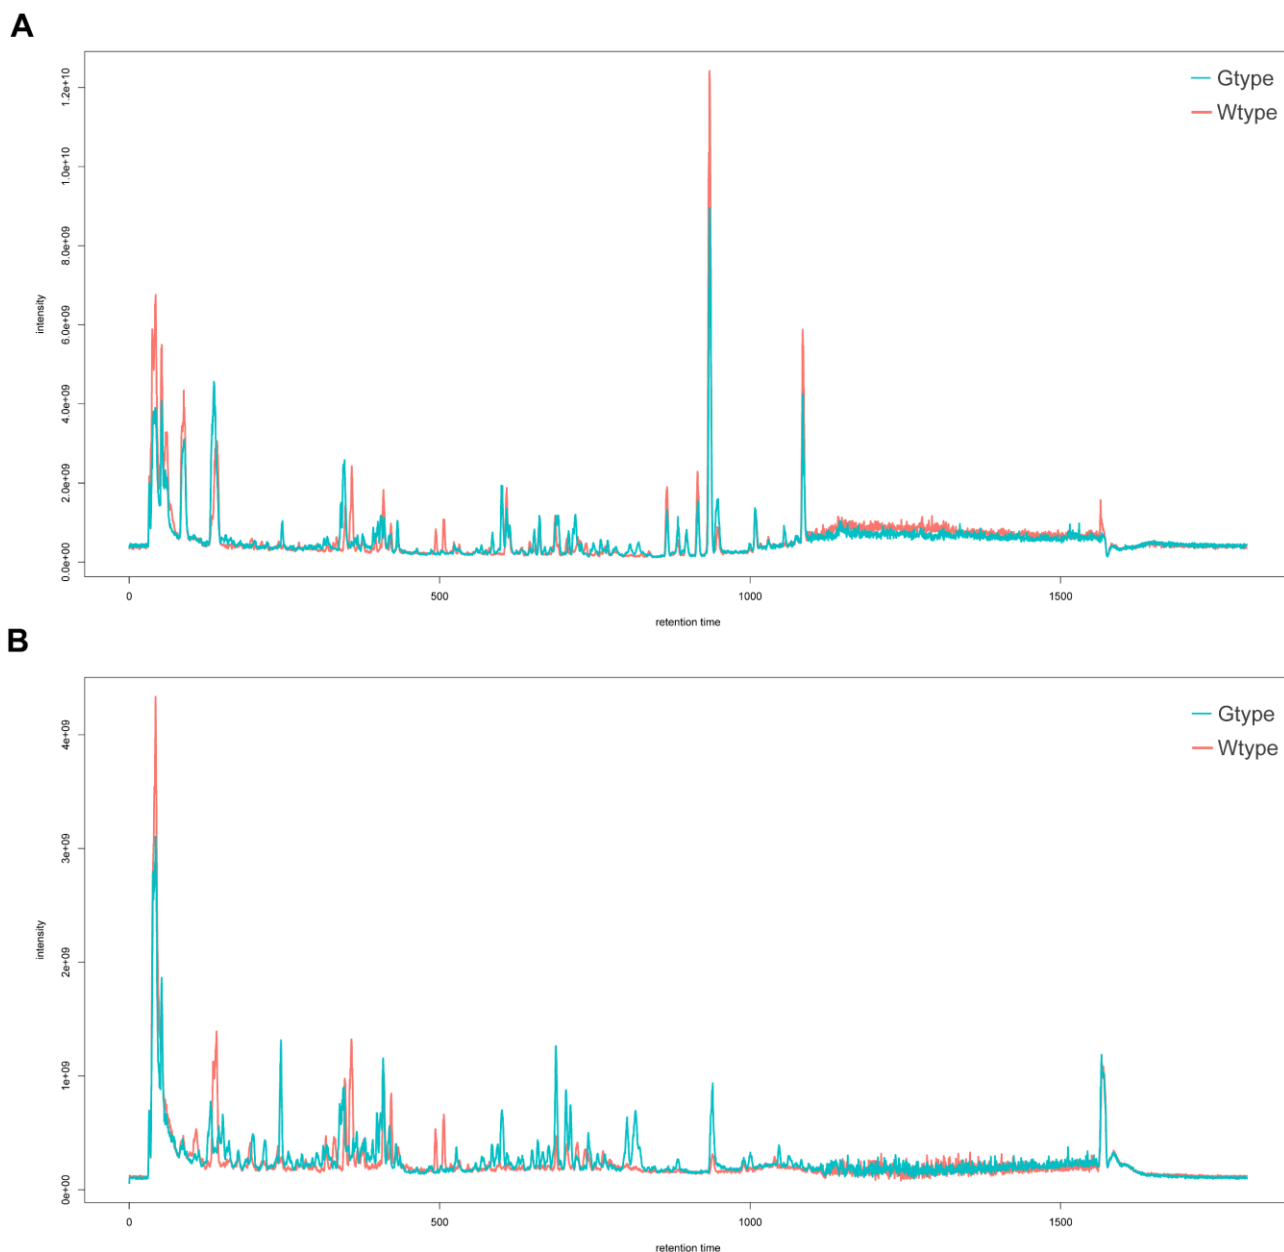 A
Gtype
Wtype
intensity
0.0e+00
2.0e+09
4.0e+09
6.0e+09
8.0e+09
1.0e+10
1.2e+10
0
500
1000
1500
retention time
B
Gtype
Wtype
intensity
0e+00
1e+09
2e+09
3e+09
4e+09
0
500
1000
1500
retention time